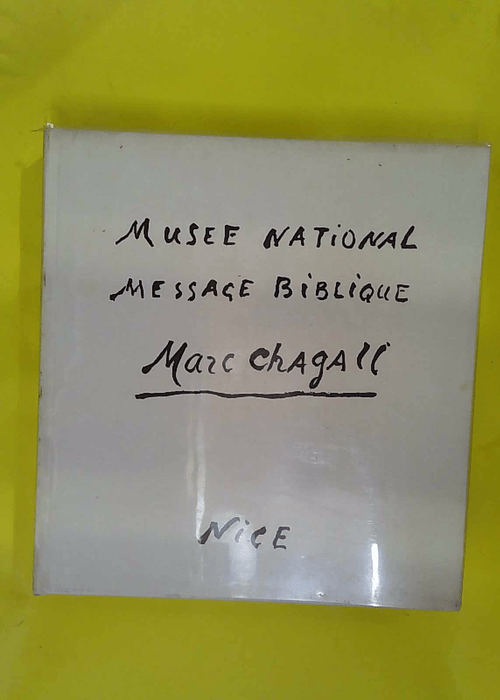 MUSEE NATIONAL
MESSAGE BIBLIQUE
Marc Chagall
NICE